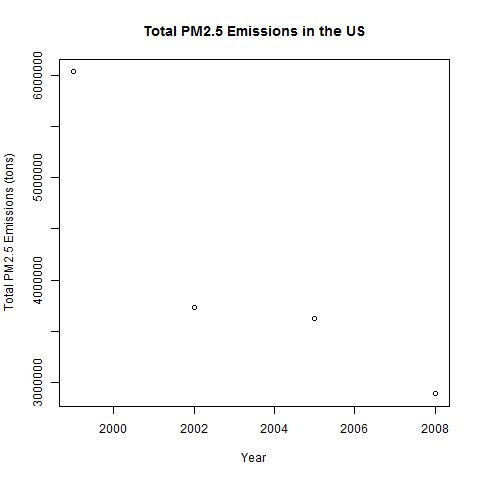 Total PM2.5 Emissions in the US
Total PM2.5 Emissions (tons)
6000000
5000000
4000000
3000000
2000 2002 2004 2006 2008
Year